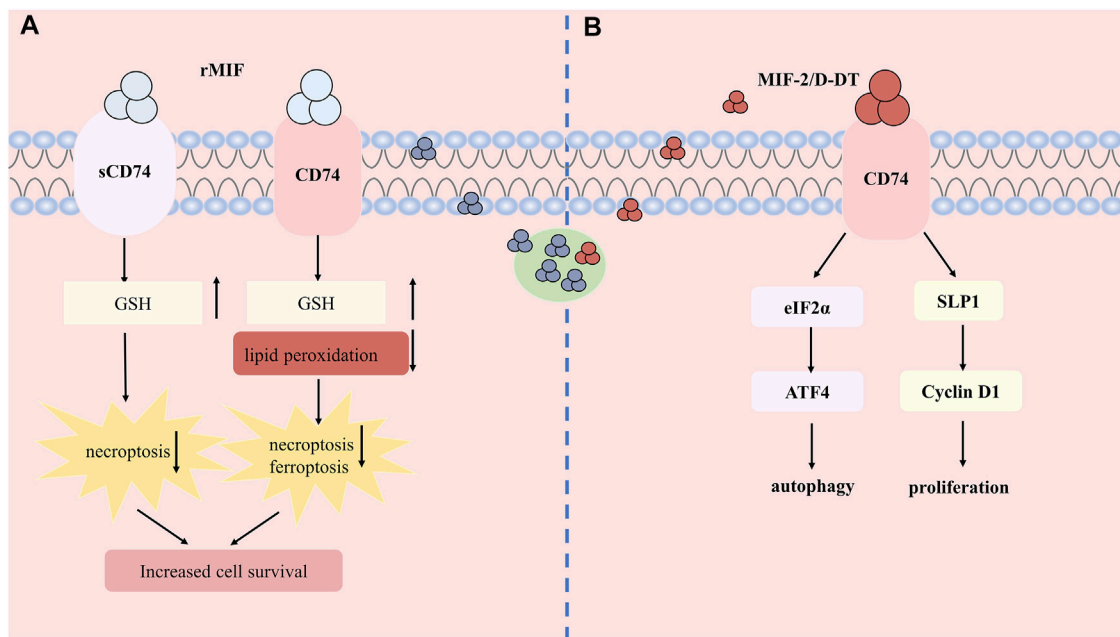 A
rMIF
sCD74
CD74
GSH
GSH
lipid peroxidation
necroptosis
necroptosis
ferroptosis
Increased cell survival
B
MIF-2/D-DT
CD74
eIF2α
SLP1
ATF4
Cyclin D1
autophagy
proliferation